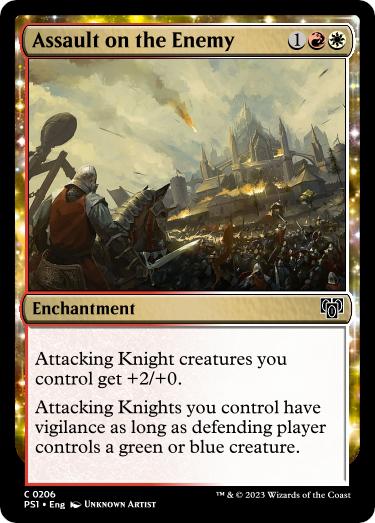 Assault on the Enemy 1
Enchantment
Attacking Knight creatures you
control get +2/+0.
Attacking Knights you control have
vigilance as long as defending player
controls a green or blue creature.
C 0206
PS1 • Eng Unknown Artist
™ & © 2023 Wizards of the Coast